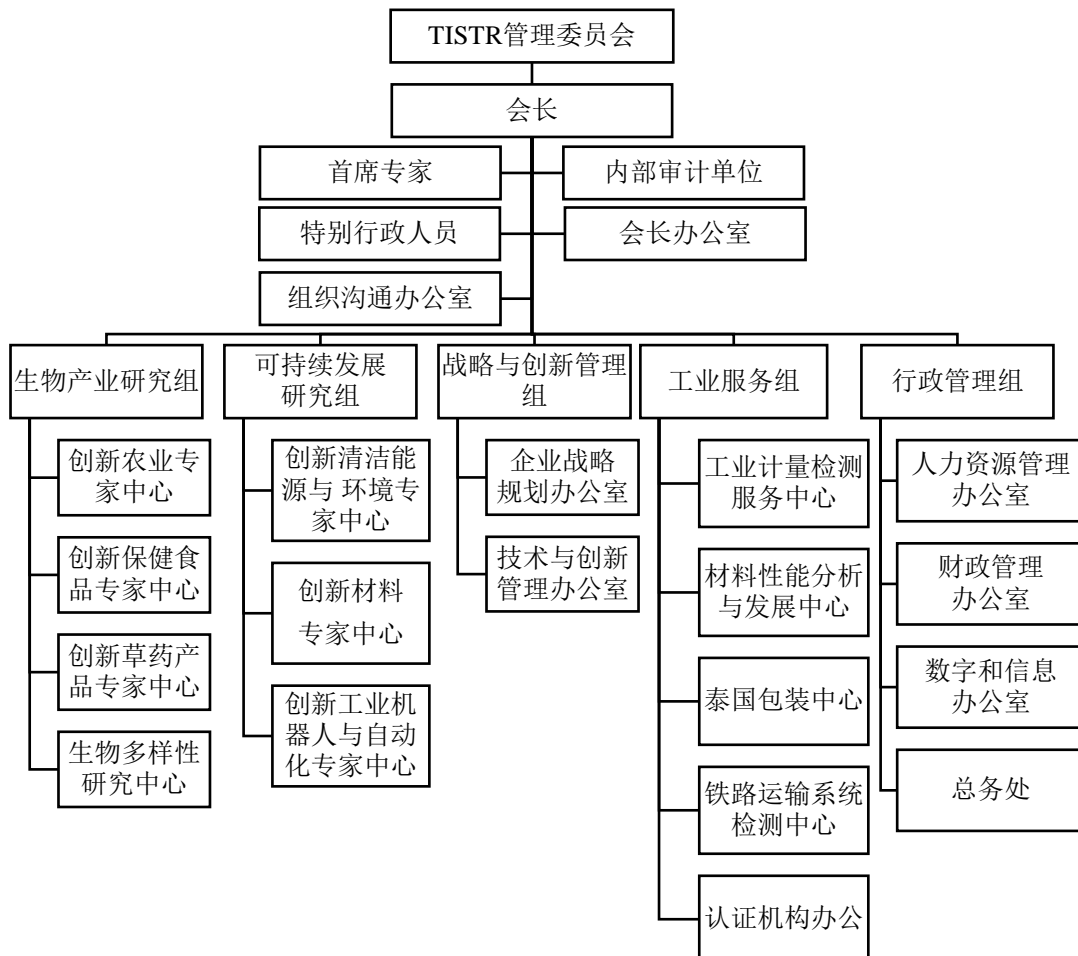 TISTR管理委员会
会长
首席专家
内部审计单位
特别行政人员
会长办公室
组织沟通办公室
生物产业研究组
可持续发展
研究组
战略与创新管理
组
工业服务组
行政管理组
创新农业专
家中心
创新保健食
品专家中心
创新草药产
品专家中心
生物多样性
研究中心
创新清洁能
源与 环境专
家中心
创新材料
专家中心
创新工业机
器人与自动
化专家中心
企业战略
规划办公室
技术与创新
管理办公室
工业计量检测
服务中心
材料性能分析
与发展中心
泰国包装中心
铁路运输系统
检测中心
认证机构办公
人力资源管理
办公室
财政管理
办公室
数字和信息
办公室
总务处